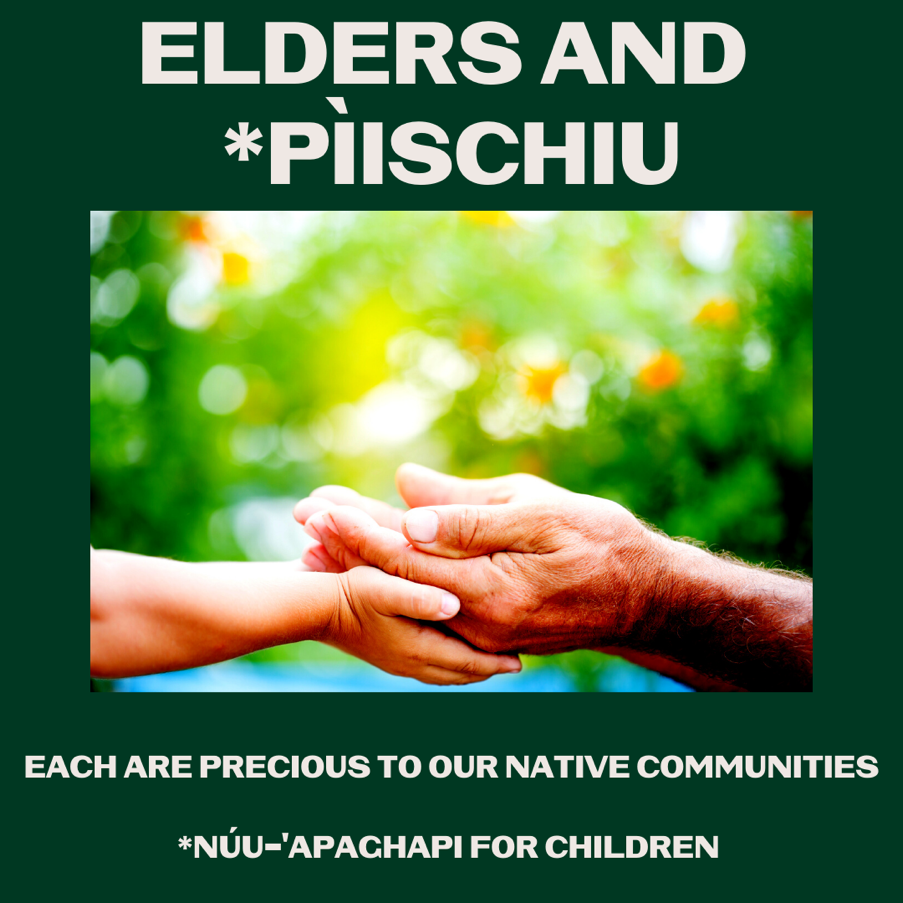 ELDERS AND
*PÌISCHIU
EACH ARE PRECIOUS TO OUR NATIVE COMMUNITIES
*NÚU-'APAGHAPI FOR CHILDREN